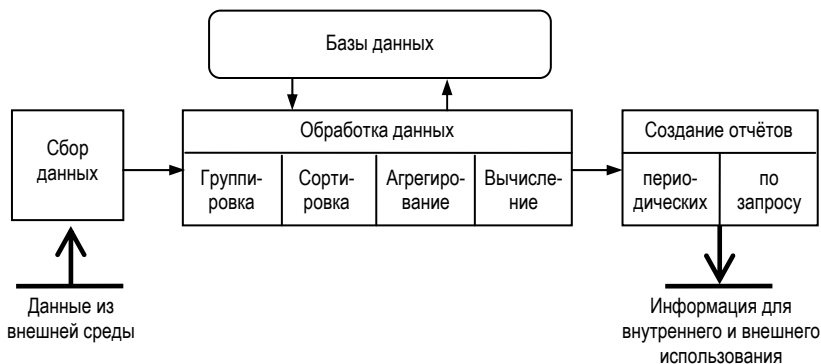 Базы данных
Сбор
данных
Обработка данных
Группи-
ровка
Сорти-
ровка
Агрегиро-
вание
Вычисле-
ние
Создание отчётов
перио-
дических
по
запросу
Данные из
внешней среды
Информация для
внутреннего и внешнего
использования